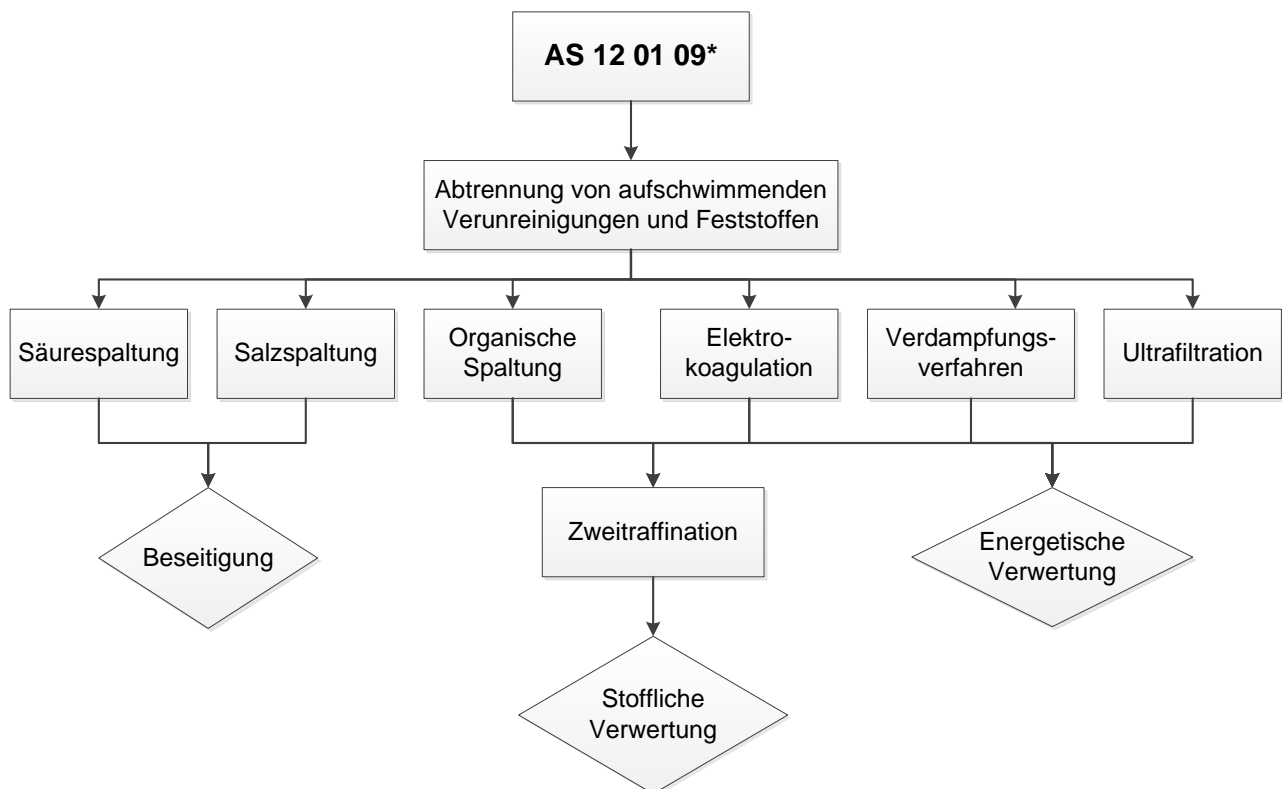 AS 12 01 09*
Abtrennung von aufschwimmenden
Verunreinigungen und Feststoffen
Säurespaltung
Salzspaltung
Organische
Spaltung
Elektro-
koagulation
Verdampfungs-
verfahren
Ultrafiltration
Beseitigung
Zweitraffination
Energetische
Verwertung
Stoffliche
Verwertung